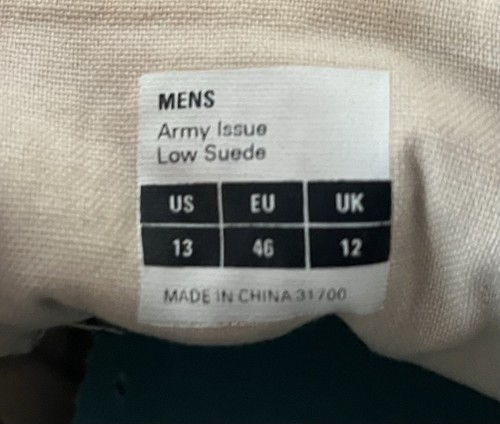 MENS
Army Issue
Low Suede
US EU UK
13 46 12
MADE IN CHINA 31700